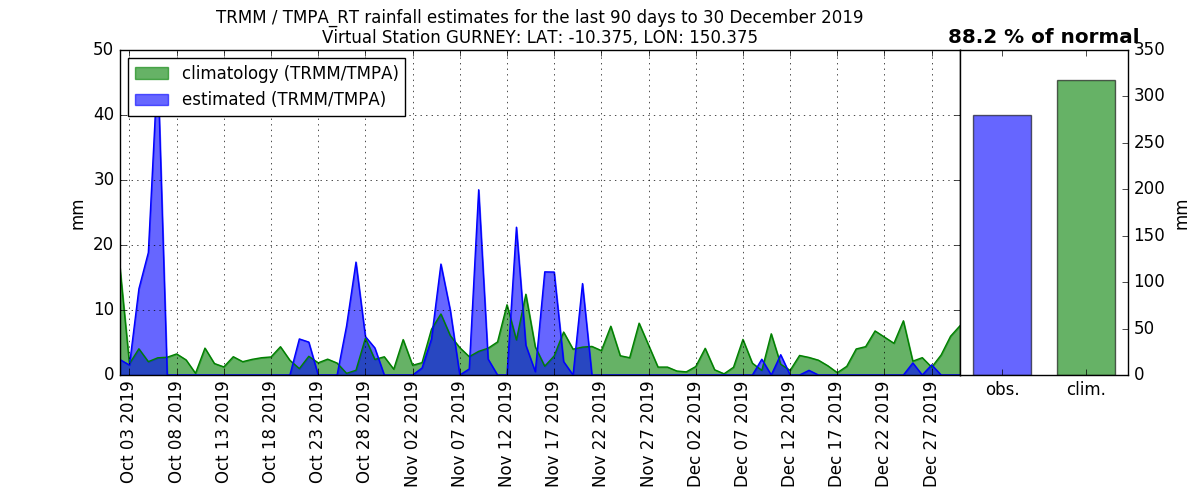 TRMM / TMPA_RT rainfall estimates for the last 90 days to 30 December 2019
Virtual Station GURNEY: LAT: -10.375, LON: 150.375
88.2 % of normal
climatology (TRMM/TMPA)
estimated (TRMM/TMPA)
50
40
30
20
10
0
mm
350
300
250
200
150
100
50
0
mm
obs.
clim.
Oct 03 2019
Oct 08 2019
Oct 13 2019
Oct 18 2019
Oct 23 2019
Oct 28 2019
Nov 02 2019
Nov 07 2019
Nov 12 2019
Nov 17 2019
Nov 22 2019
Nov 27 2019
Dec 02 2019
Dec 07 2019
Dec 12 2019
Dec 17 2019
Dec 22 2019
Dec 27 2019